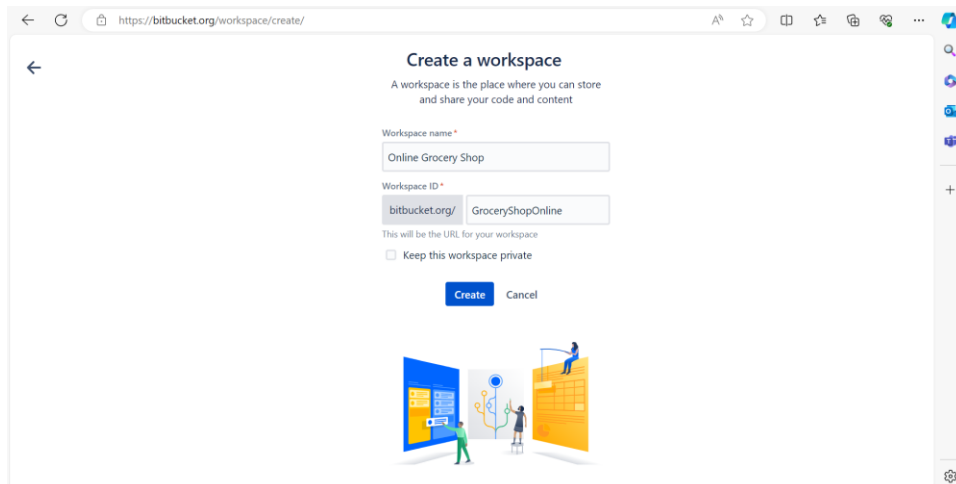 https://bitbucket.org/workspace/create/
Create a workspace
A workspace is the place where you can store
and share your code and content
Workspace name *
Online Grocery Shop
Workspace ID *
bitbucket.org/ GroceryShopOnline
This will be the URL for your workspace
Keep this workspace private
Create Cancel